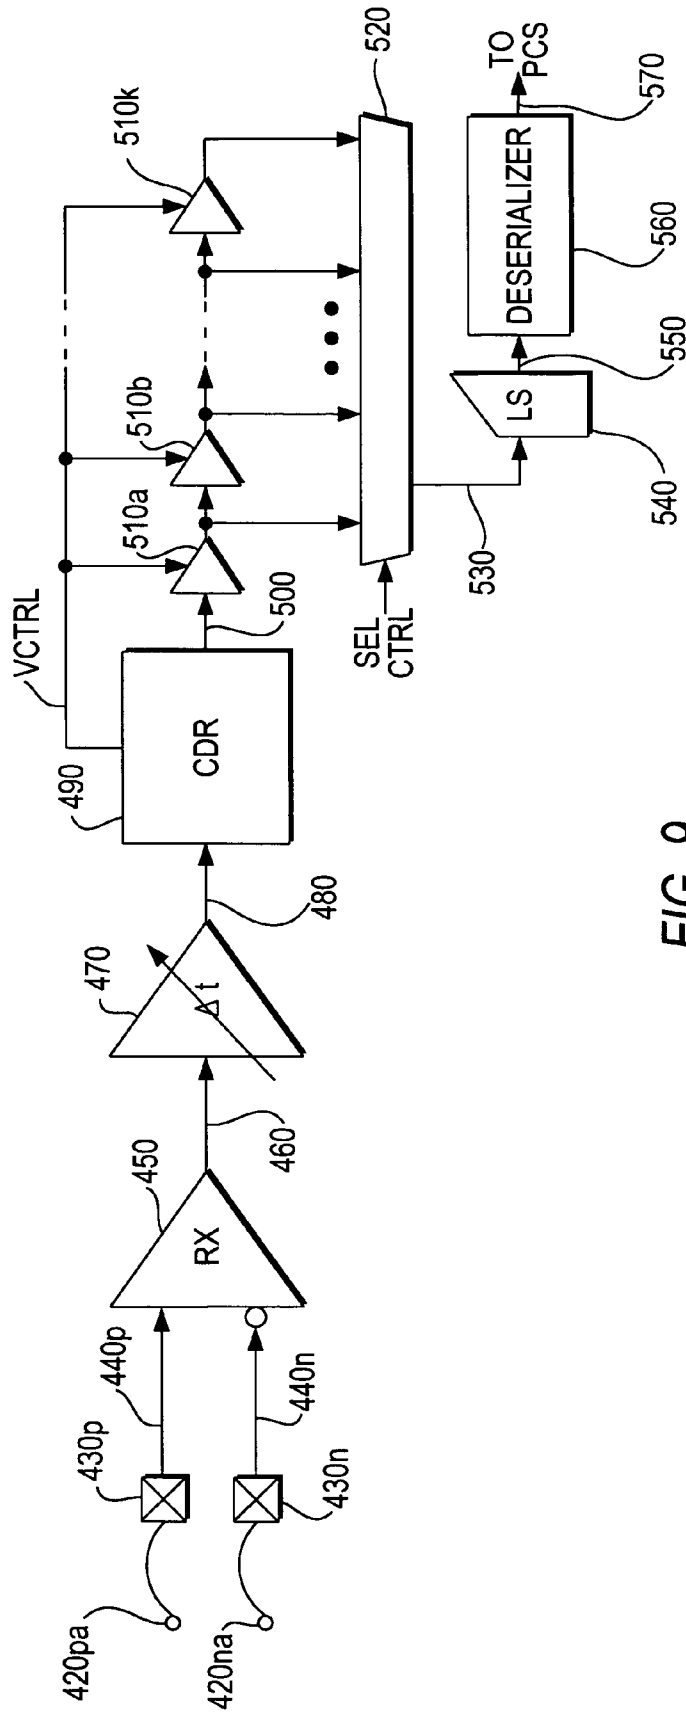 420pa
430p
440p
420na
430n
440n
RX
450
460
Δ t
470
480
CDR
490
VCTRL
500
510a
510b
510k
SEL
CTRL
520
530
LS
540
550
DESERIALIZER
560
570
TO
PCS
FIG. 9